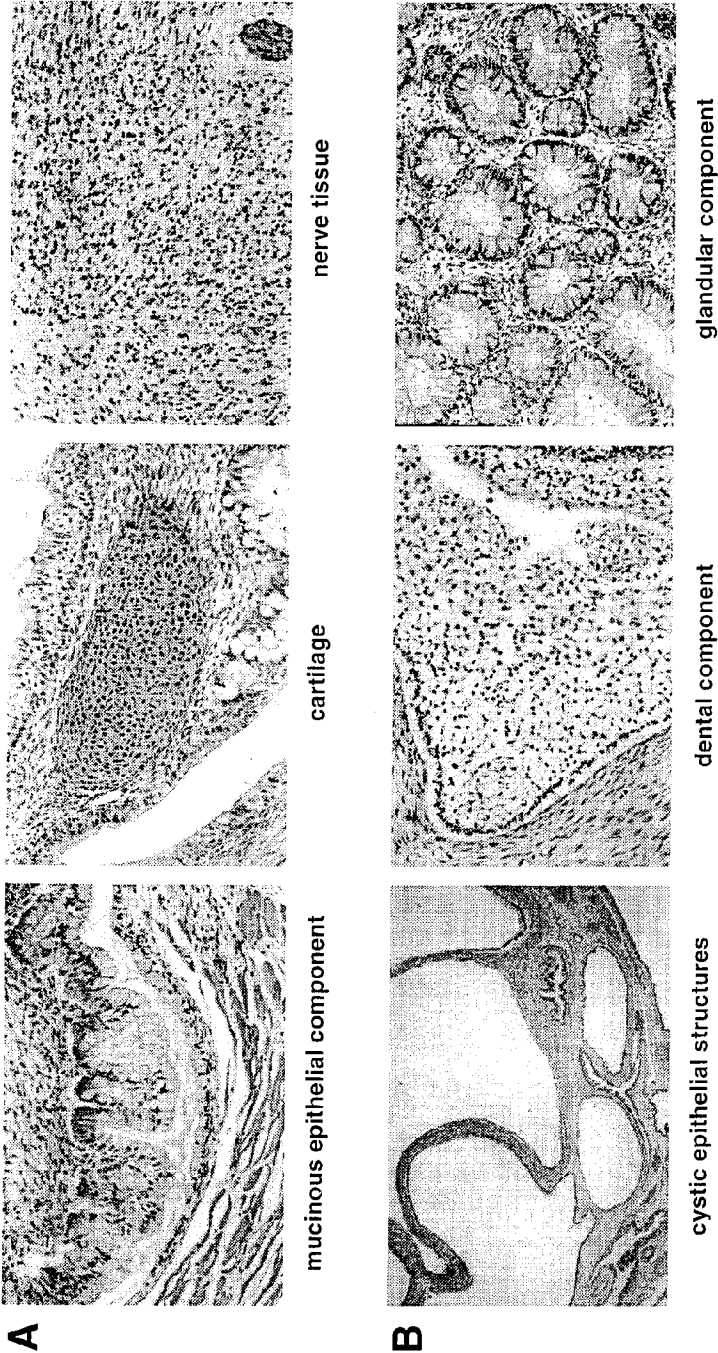 A
mucinous epithelial component
cartilage
nerve tissue
B
cystic epithelial structures
dental component
glandular component